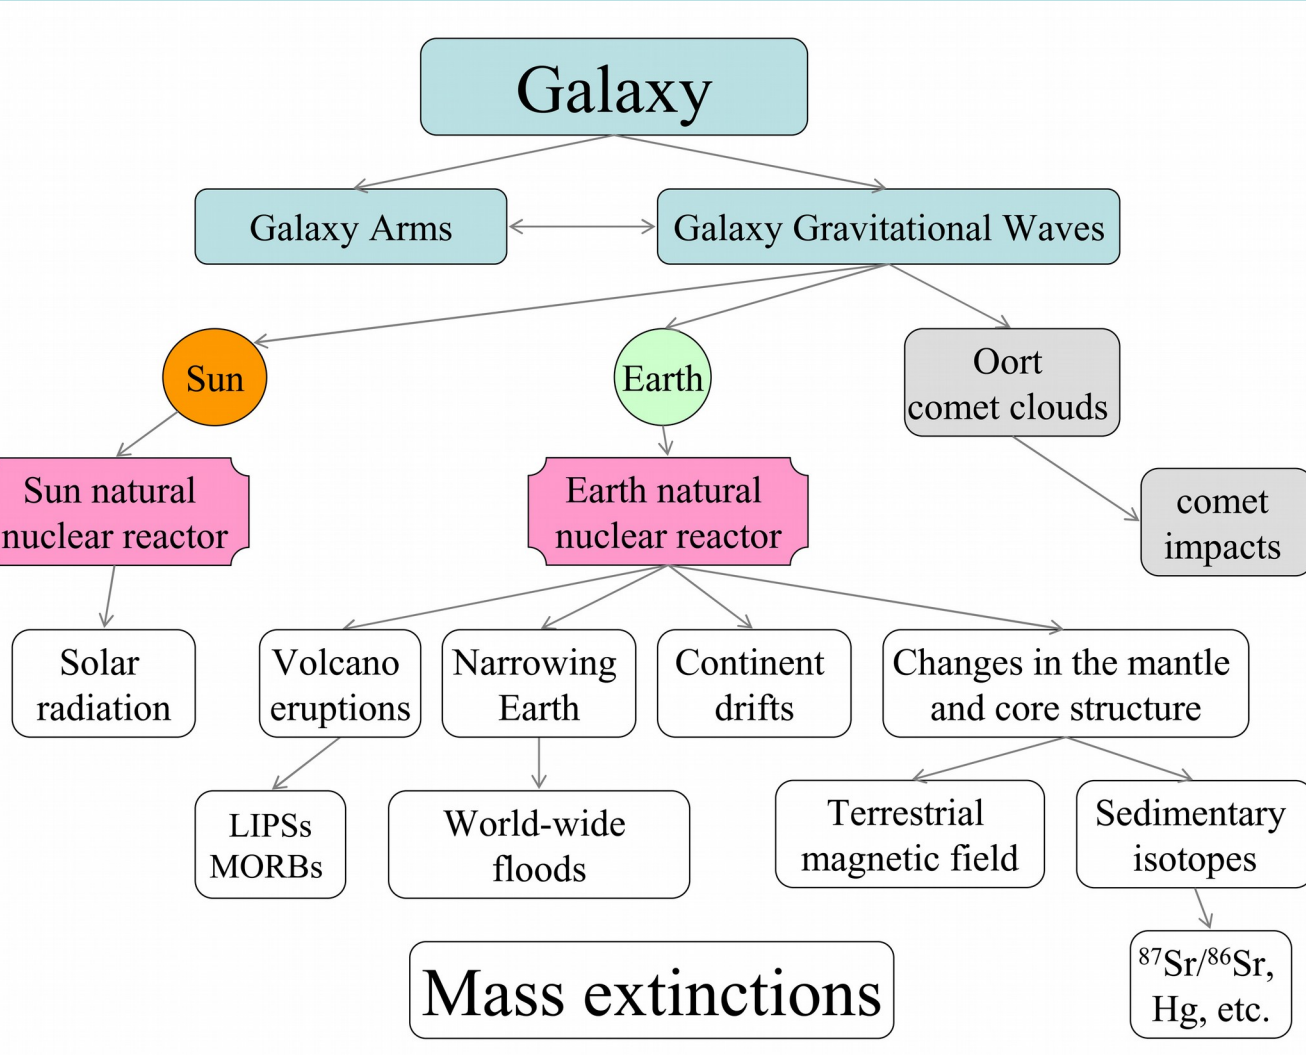 Galaxy
Galaxy Arms
Galaxy Gravitational Waves
Sun
Earth
Oort
comet clouds
Sun natural
nuclear reactor
Earth natural
nuclear reactor
comet
impacts
Solar
radiation
Volcano
eruptions
Narrowing
Earth
Continent
drifts
Changes in the mantle
and core structure
LIPSs
MORBs
World-wide
floods
Terrestrial
magnetic field
Sedimentary
isotopes
⁸⁷Sr/⁸⁶Sr,
Hg, etc.
Mass extinctions